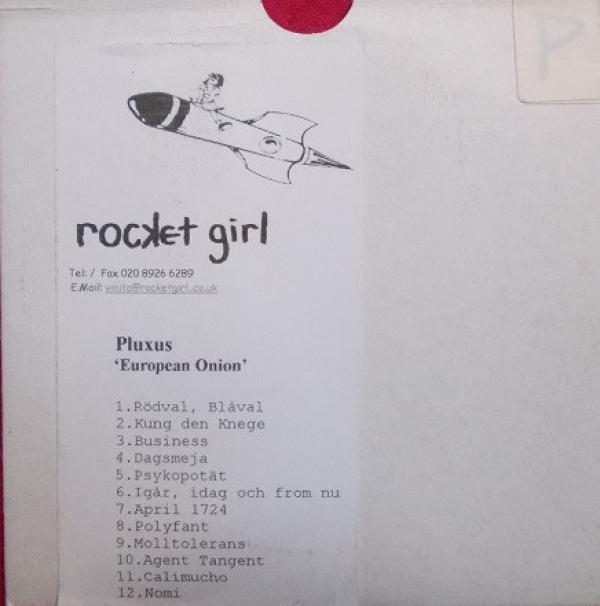 P
rocket girl
Tel: / Fax 020 8926 6289
E.Mail: vinita@rocketgirl.co.uk
Pluxus
‘European Onion’
1.Rödval, Blåval
2.Kung den Knege
3.Business
4.Dagsmeja
5.Psykopotät
6.Igår, idag och from nu
7.April 1724
8.Polyfant
9.Molltolerans
10.Agent Tangent
11.Calimucho
12.Nomi